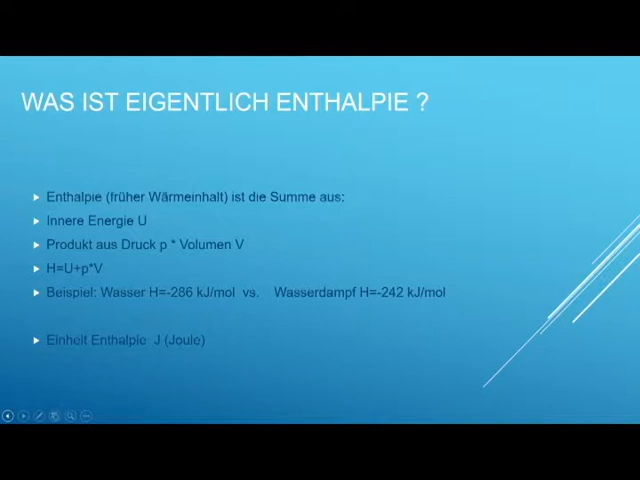 WAS IST EIGENTLICH ENTHALPIE ?
Enthalpie (früher Wärmeinhalt) ist die Summe aus:
Innere Energie U
Produkt aus Druck p * Volumen V
H=U+p*V
Beispiel: Wasser H=-286 kJ/mol vs. Wasserdampf H=-242 kJ/mol
Einheit Enthalpie J (Joule)